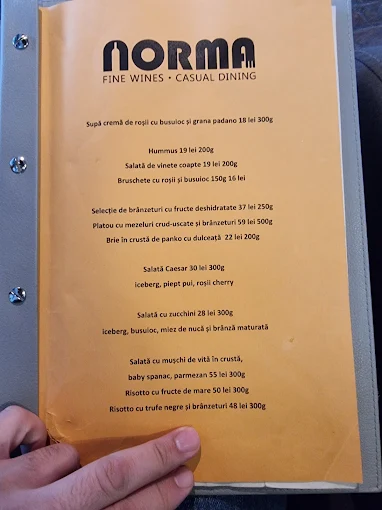 NORMA
FINE WINES • CASUAL DINING
Supă cremă de roșii cu busuioc și grana padano 18 lei 300g
Hummus 19 lei 200g
Salată de vinete coapte 19 lei 200g
Bruschete cu roșii și busuioc 150g 16 lei
Selecție de brânzeturi cu fructe deshidratate 37 lei 250g
Platou cu mezeluri crud-uscate și brânzeturi 59 lei 500g
Brie în crustă de panko cu dulceață 22 lei 200g
Salată Caesar 30 lei 300g
iceberg, piept pui, roșii cherry
Salată cu zucchini 28 lei 300g
iceberg, busuioc, miez de nucă și brânză maturată
Salată cu mușchi de vită în crustă,
baby spanac, parmezan 55 lei 300g
Risotto cu fructe de mare 50 lei 300g
Risotto cu trufe negre și brânzeturi 48 lei 300g